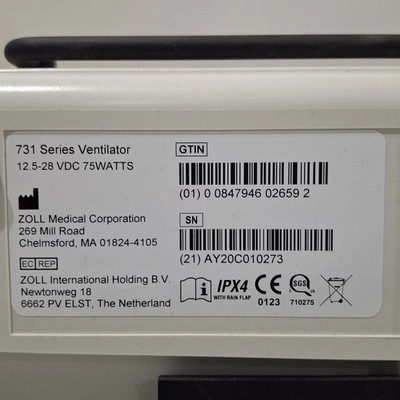 731 Series Ventilator
12.5-28 VDC 75WATTS
ZOLL Medical Corporation
269 Mill Road
Chelmsford, MA 01824-4105
EC REP
ZOLL International Holding B.V.
Newtonweg 18
6662 PV ELST, The Netherland
GTIN
(01) 0 0847946 02659 2
SN
(21) AY20C010273
i
IPX4
WITH RAIN FLAP
CE
0123
SGS
710275